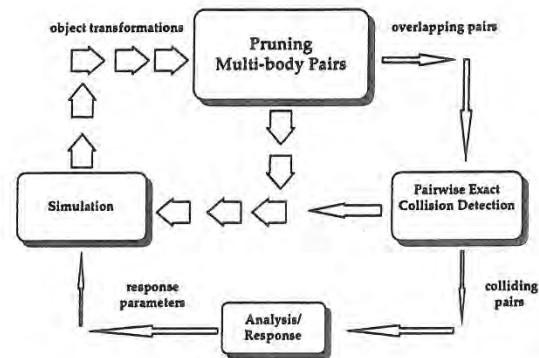 object transformations
Pruning
Multi-body Pairs
overlapping pairs
Simulation
Pairwise Exact
Collision Detection
response
parameters
colliding
pairs
Analysis/
Response